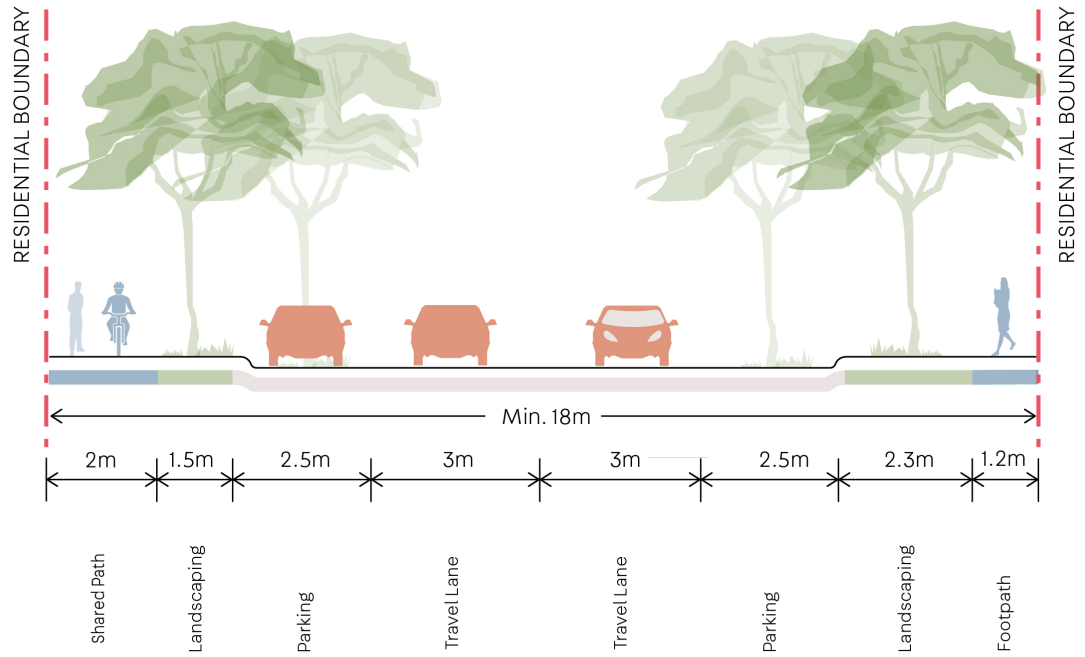 RESIDENTIAL BOUNDARY
RESIDENTIAL BOUNDARY
Min. 18m
2m
1.5m
2.5m
3m
3m
2.5m
2.3m
1.2m
Shared Path
Landscaping
Parking
Travel Lane
Travel Lane
Parking
Landscaping
Footpath